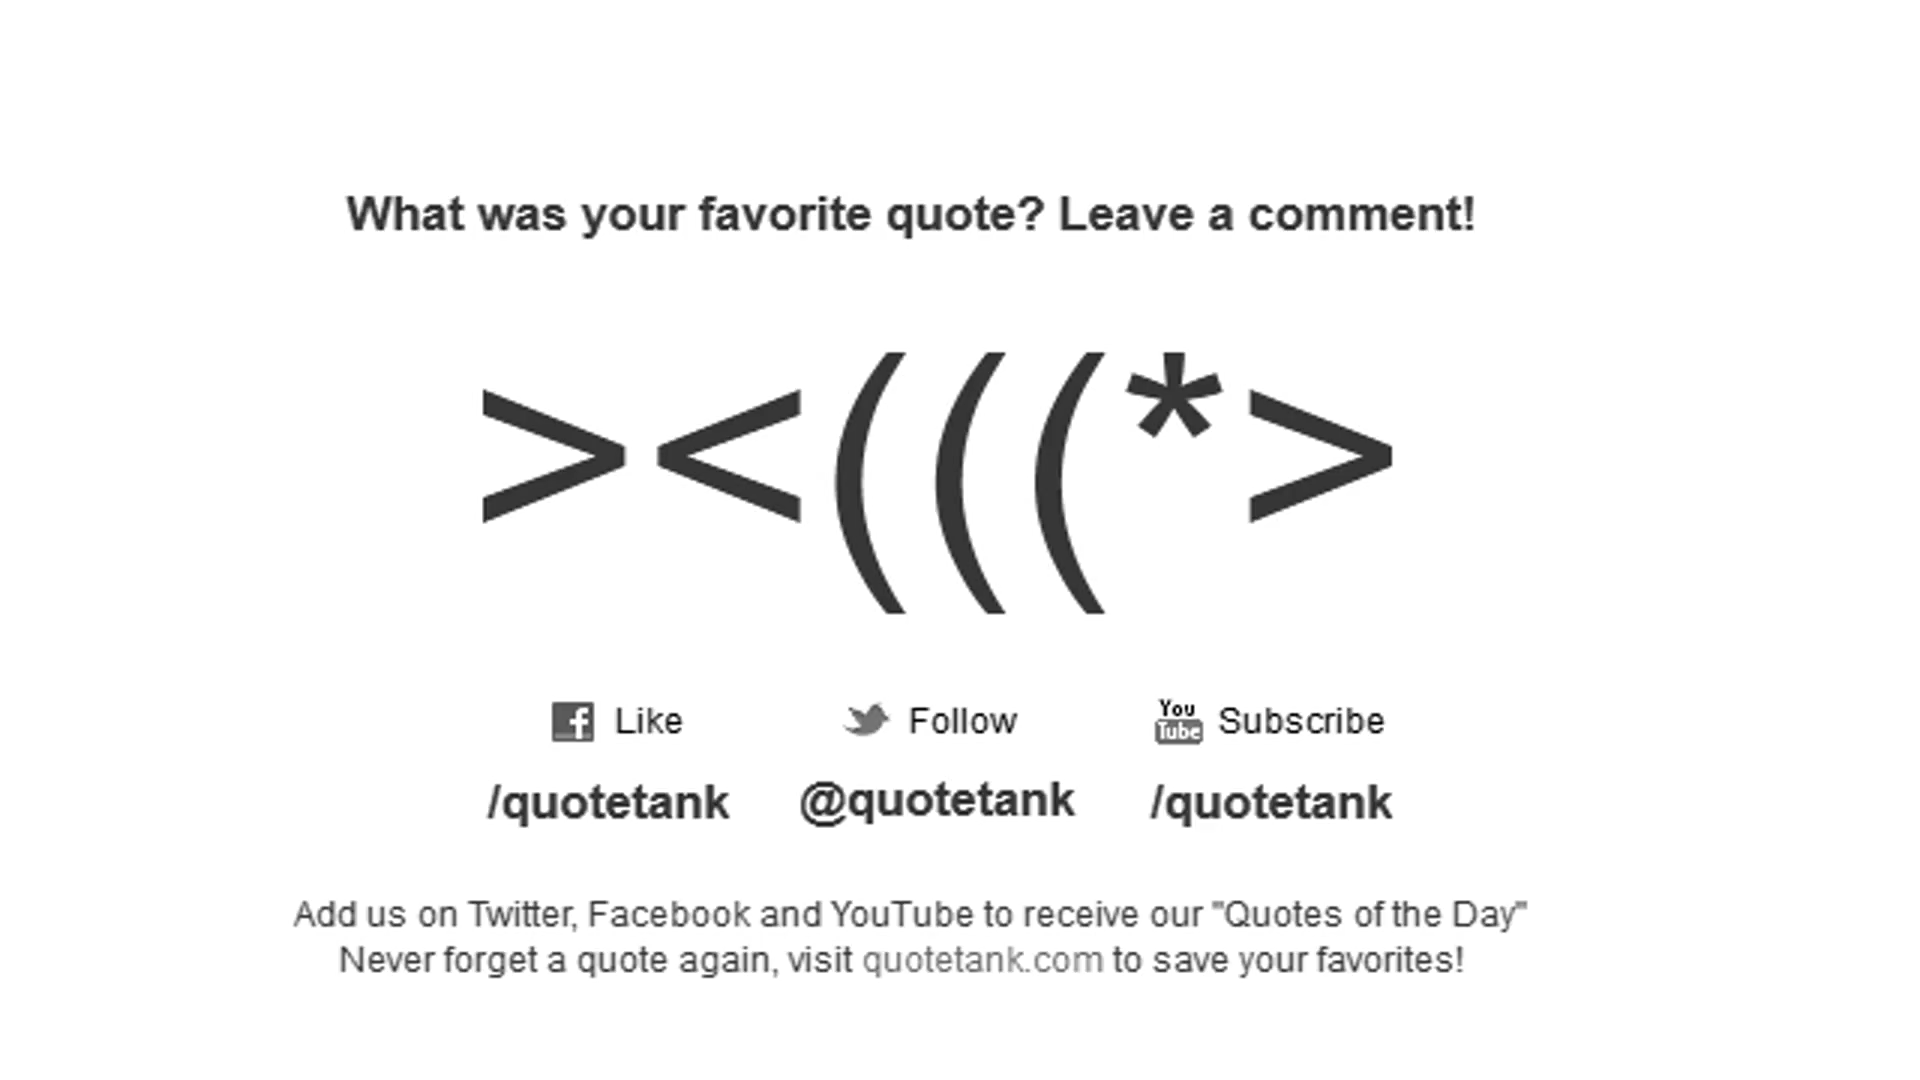 What was your favorite quote? Leave a comment!
><(((*>
f Like Follow You Tube Subscribe
/quotetank @quotetank /quotetank
Add us on Twitter, Facebook and YouTube to receive our "Quotes of the Day"
Never forget a quote again, visit quotetank.com to save your favorites!